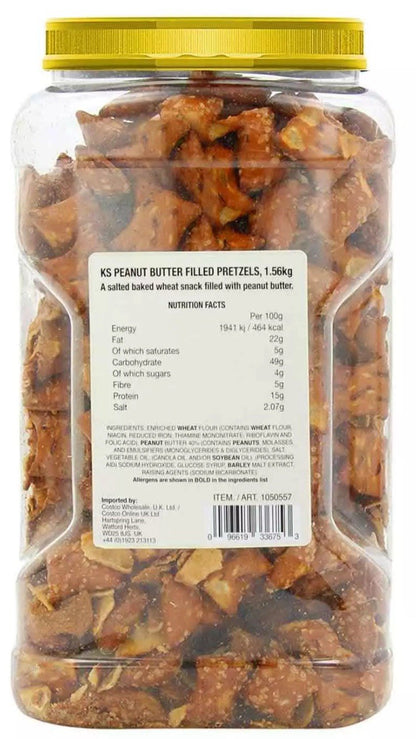 KS PEANUT BUTTER FILLED PRETZELS, 1.56kg
A salted baked wheat snack filled with peanut butter.
NUTRITION FACTS
Per 100g
Energy 1941 kj / 464 kcal
Fat 22g
Of which saturates 5g
Carbohydrate 49g
Of which sugars 4g
Fibre 5g
Protein 15g
Salt 2.07g
INGREDIENTS: ENRICHED WHEAT FLOUR (CONTAINS WHEAT FLOUR,
NIACIN, REDUCED IRON, THIAMINE MONONITRATE, RIBOFLAVIN AND
FOLIC ACID), PEANUT BUTTER 40% (CONTAINS PEANUTS, MOLASSES,
AND EMULSIFIERS (MONOGLYCERIDES & DIGLYCERIDES)), SALT,
VEGETABLE OIL, (CANOLA OIL, AND/OR SOYBEAN OIL), (PROCESSING
AID) SODIUM HYDROXIDE, GLUCOSE SYRUP, BARLEY MALT EXTRACT,
RAISING AGENTS (SODIUM BICARBONATE).
Allergens are shown in BOLD in the ingredients list
ITEM. / ART. 1050557
Imported by:
Costco Wholesale, U.K. Ltd. /
Costco Online UK Ltd
Hartspring Lane,
Watford Herts,
WD25 8JS. UK
+44 (0)1923 213113
0 96619 33675 3